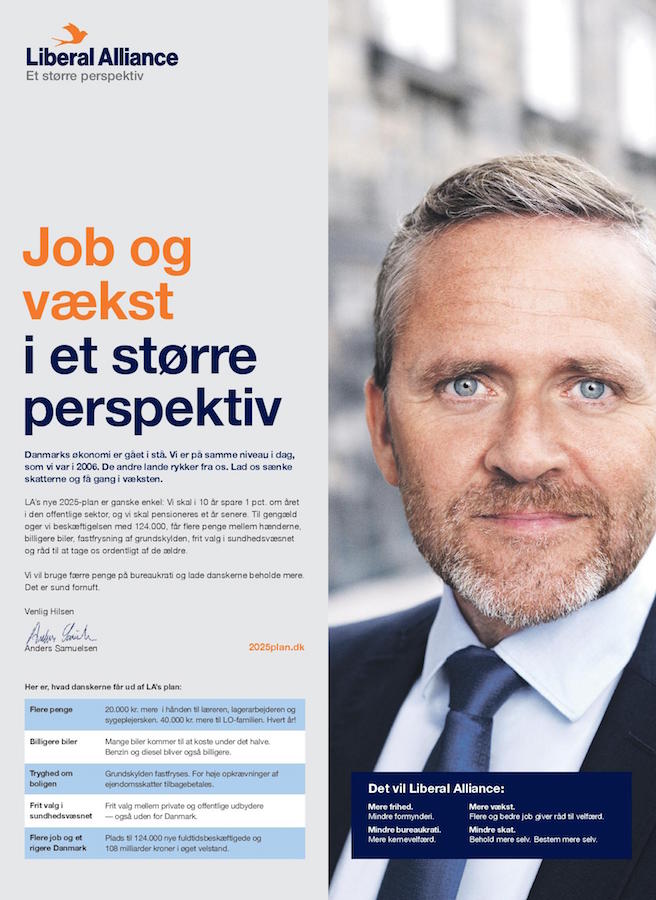 Liberal Alliance
Et større perspektiv
Job og
vækst
i et større
perspektiv
Danmarks økonomi er gået i stå. Vi er på samme niveau i dag,
som vi var i 2006. De andre lande rykker fra os. Lad os sænke
skatterne og få gang i væksten.
LA's nye 2025-plan er ganske enkel: Vi skal i 10 år spare 1 pct. om året
i den offentlige sektor, og vi skal pensioneres et år senere. Til gengæld
øger vi beskæftigelsen med 124.000, får flere penge mellem hænderne,
billigere biler, fastfrysning af grundskylden, frit valg i sundhedsvæsnet
og råd til at tage os ordentligt af de ældre.
Vi vil bruge færre penge på bureaukrati og lade danskerne beholde mere.
Det er sund fornuft.
Venlig Hilsen
Anders Samuelsen
2025plan.dk
Her er, hvad danskerne får ud af LA's plan:
Flere penge
20.000 kr. mere i hånden til læreren, lagerarbejderen og
sygeplejersken. 40.000 kr. mere til LO-familien. Hvert år!
Billigere biler
Mange biler kommer til at koste under det halve.
Benzin og diesel bliver også billigere.
Tryghed om
boligen
Grundskylden fastfryses. For høje opkrævninger af
ejendomsskatter tilbagebetales.
Frit valg i
sundhedsvæsnet
Frit valg mellem private og offentlige udbydere
— også uden for Danmark.
Flere job og et
rigere Danmark
Plads til 124.000 nye fuldtidsbeskæftigede og
108 milliarder kroner i øget velstand.
Det vil Liberal Alliance:
Mere frihed.
Mindre formynderi.
Mindre bureaukrati.
Mere kernevelfærd.
Mere vækst.
Flere og bedre job giver råd til velfærd.
Mindre skat.
Behold mere selv. Bestem mere selv.